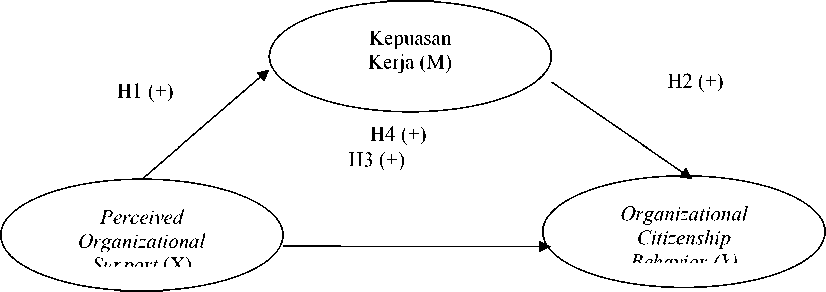 Kepuasan
Kerja (M)
H1 (+)
H2 (+)
H4 (+)
H3 (+)
Perceived
Organizational
Support (X)
Organizational
Citizenship
Behavior (Y)